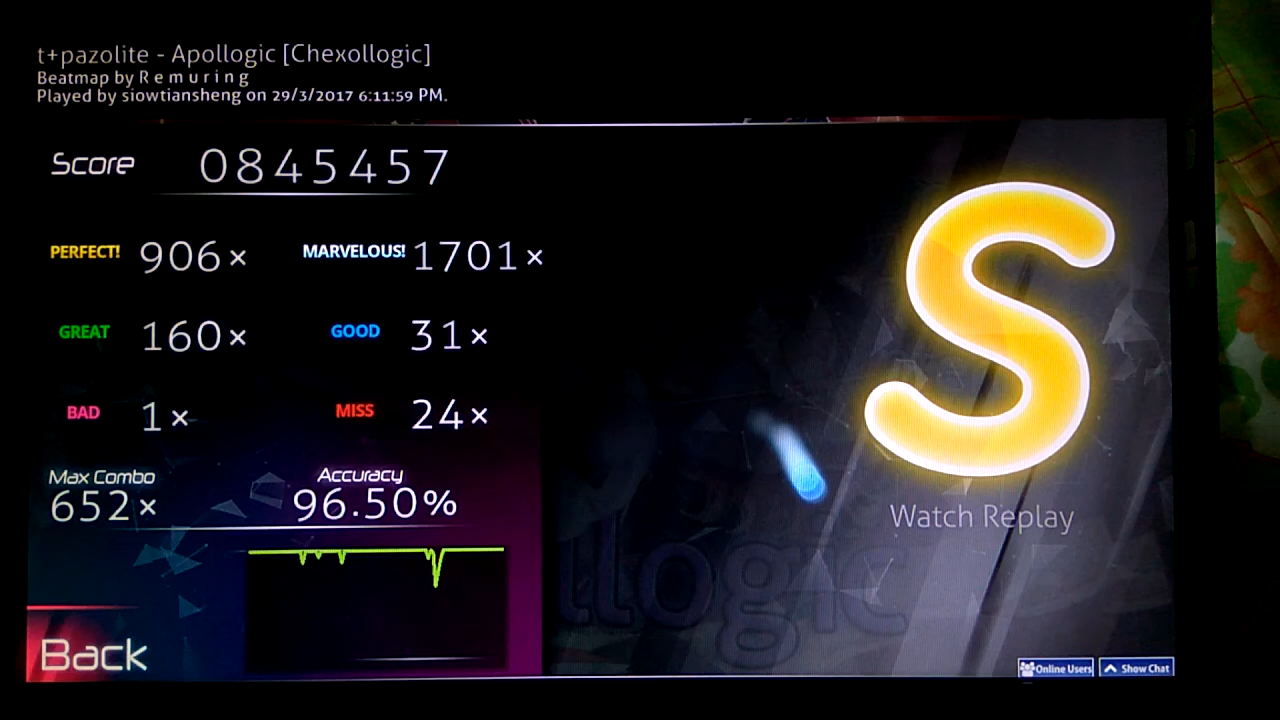 t+pazolite - Apollogic [Chexollogic]
Beatmap by R e m u r i n g
Played by siowtiansheng on 29/3/2017 6:11:59 PM.
Score 0845457
PERFECT! 906× MARVELOUS! 1701×
GREAT 160× GOOD 31×
BAD 1× MISS 24×
Max Combo Accuracy
652× 96.50%
S
Watch Replay
llogic
Back
Online Users Show Chat